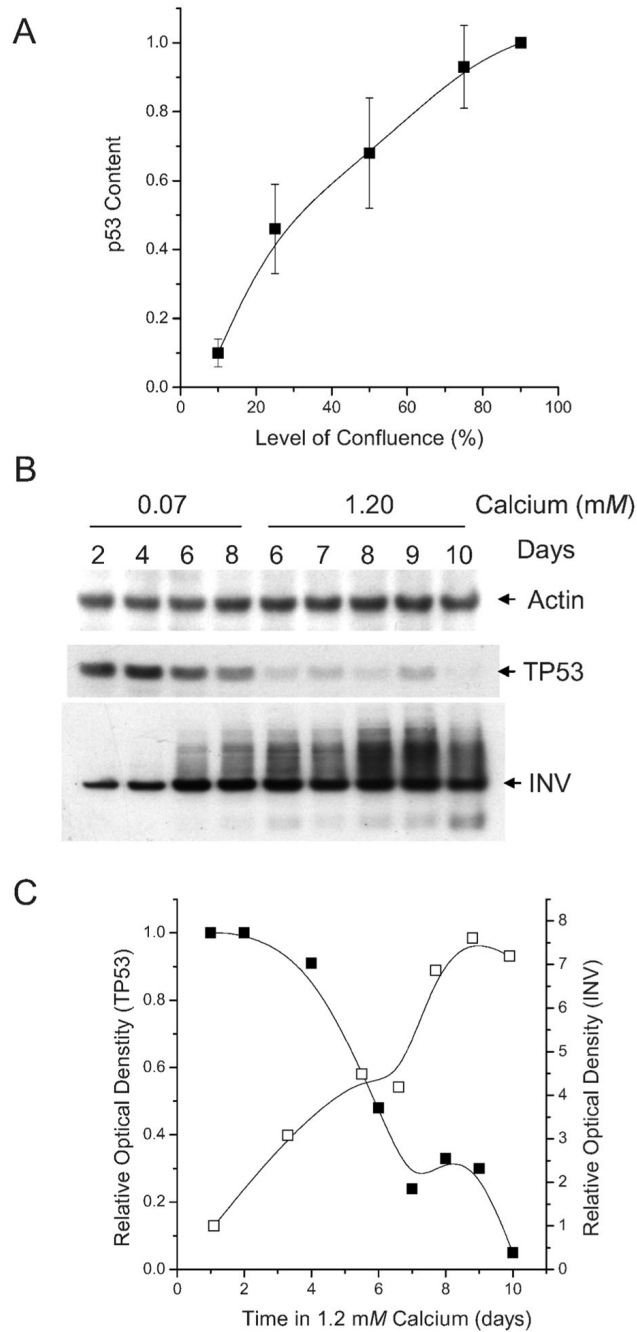 A
1.0
0.8
0.6
0.4
0.2
0.0
p53 Content
0 20 40 60 80 100
Level of Confluence (%)
B
0.07 1.20 Calcium (mM)
2 4 6 8 6 7 8 9 10 Days
Actin
TP53
INV
C
1.0
0.8
0.6
0.4
0.2
0.0
Relative Optical Denstity (TP53)
8
7
6
5
4
3
2
1
0
Relative Optical Density (INV)
0 2 4 6 8 10
Time in 1.2 mM Calcium (days)